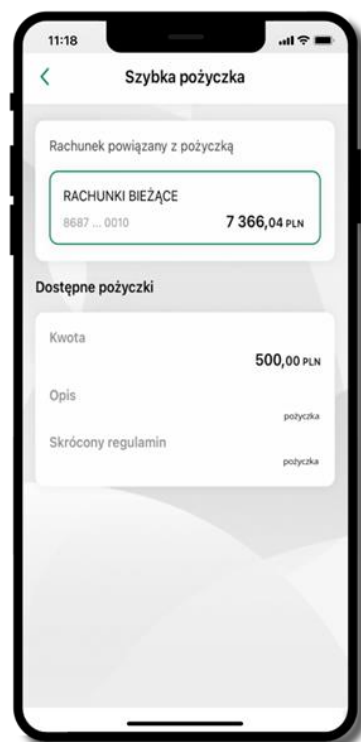 11:18
Szybka pożyczka
Rachunek powiązany z pożyczką
RACHUNKI BIEŻĄCE
8687 ... 0010 7 366,04 PLN
Dostępne pożyczki
Kwota
500,00 PLN
Opis
pożyczka
Skrócony regulamin
pożyczka